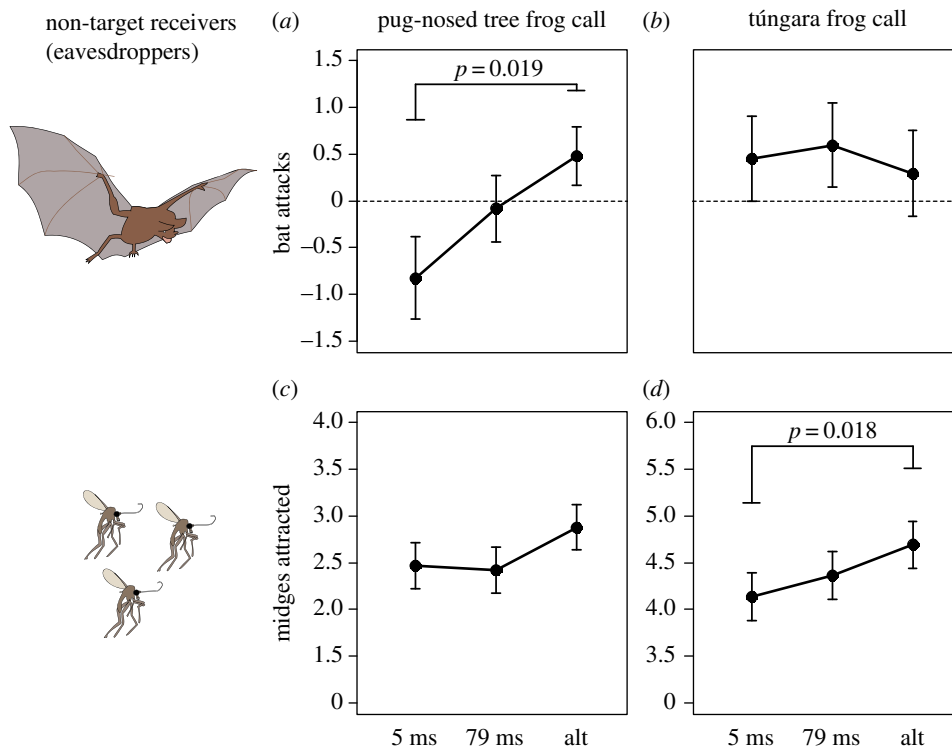 non-target receivers
(eavesdroppers)
(a)
pug-nosed tree frog call
(b)
túngara frog call
p = 0.019
bat attacks
1.5
1.0
0.5
0
–0.5
–1.0
–1.5
(c)
(d)
midges attracted
4.0
3.5
3.0
2.5
2.0
1.5
0
p = 0.018
6.0
5.5
5.0
4.5
4.0
3.5
0
5 ms 79 ms alt
5 ms 79 ms alt